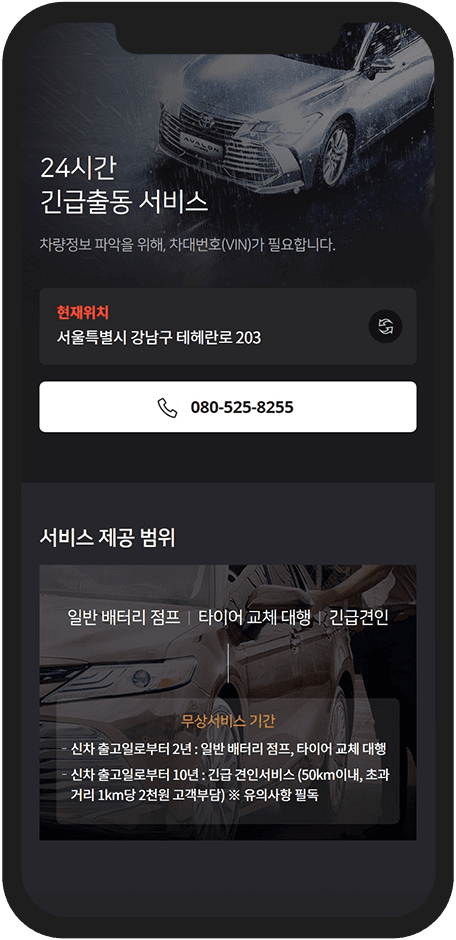 AVALON
24시간
긴급출동 서비스
차량정보 파악을 위해, 차대번호(VIN)가 필요합니다.
현재위치
서울특별시 강남구 테헤란로 203
080-525-8255
서비스 제공 범위
일반 배터리 점프 | 타이어 교체 대행 | 긴급견인
무상서비스 기간
- 신차 출고일로부터 2년 : 일반 배터리 점프, 타이어 교체 대행
- 신차 출고일로부터 10년 : 긴급 견인서비스 (50km이내, 초과
거리 1km당 2천원 고객부담) ※ 유의사항 필독